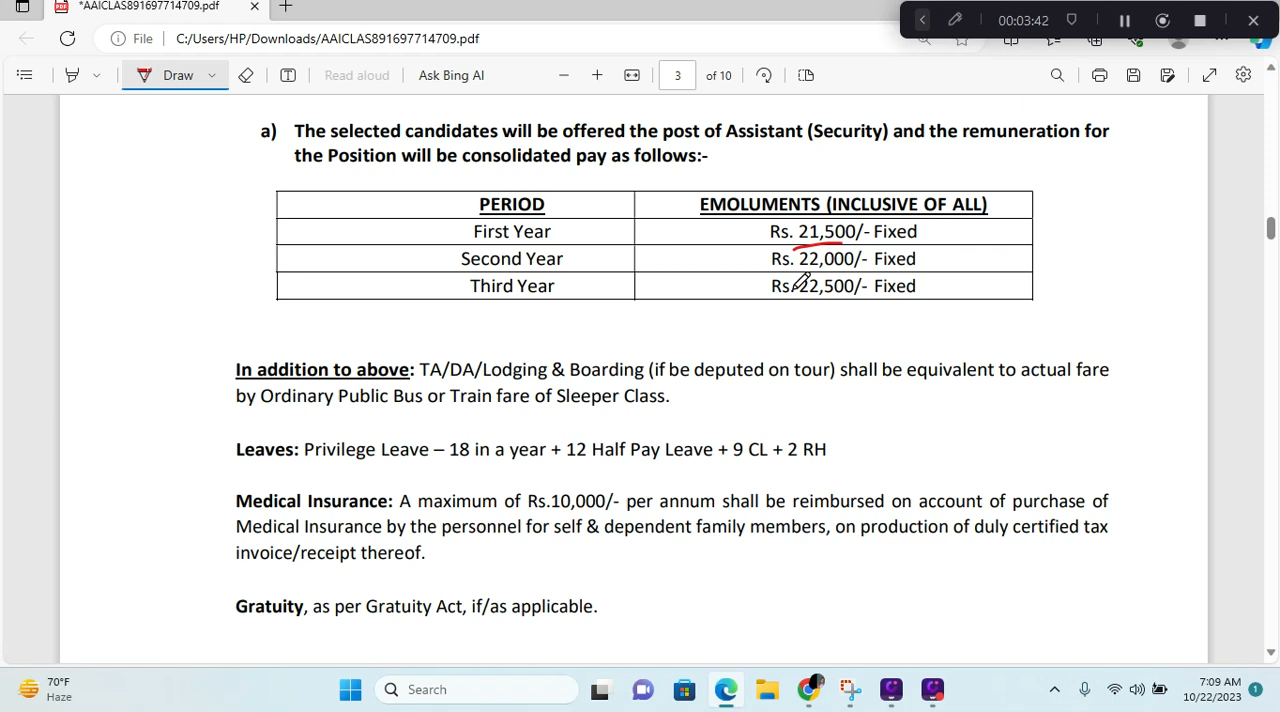 *AAICLAS891697714709.pdf
00:03:42
File
C:/Users/HP/Downloads/AAICLAS891697714709.pdf
Draw
Read aloud
Ask Bing AI
3 of 10
a) The selected candidates will be offered the post of Assistant (Security) and the remuneration for
the Position will be consolidated pay as follows:-
PERIOD EMOLUMENTS (INCLUSIVE OF ALL)
First Year Rs. 21,500/- Fixed
Second Year Rs. 22,000/- Fixed
Third Year Rs. 22,500/- Fixed
In addition to above: TA/DA/Lodging & Boarding (if be deputed on tour) shall be equivalent to actual fare
by Ordinary Public Bus or Train fare of Sleeper Class.
Leaves: Privilege Leave – 18 in a year + 12 Half Pay Leave + 9 CL + 2 RH
Medical Insurance: A maximum of Rs.10,000/- per annum shall be reimbursed on account of purchase of
Medical Insurance by the personnel for self & dependent family members, on production of duly certified tax
invoice/receipt thereof.
Gratuity, as per Gratuity Act, if/as applicable.
70°F
Haze
Search
7:09 AM
10/22/2023
1